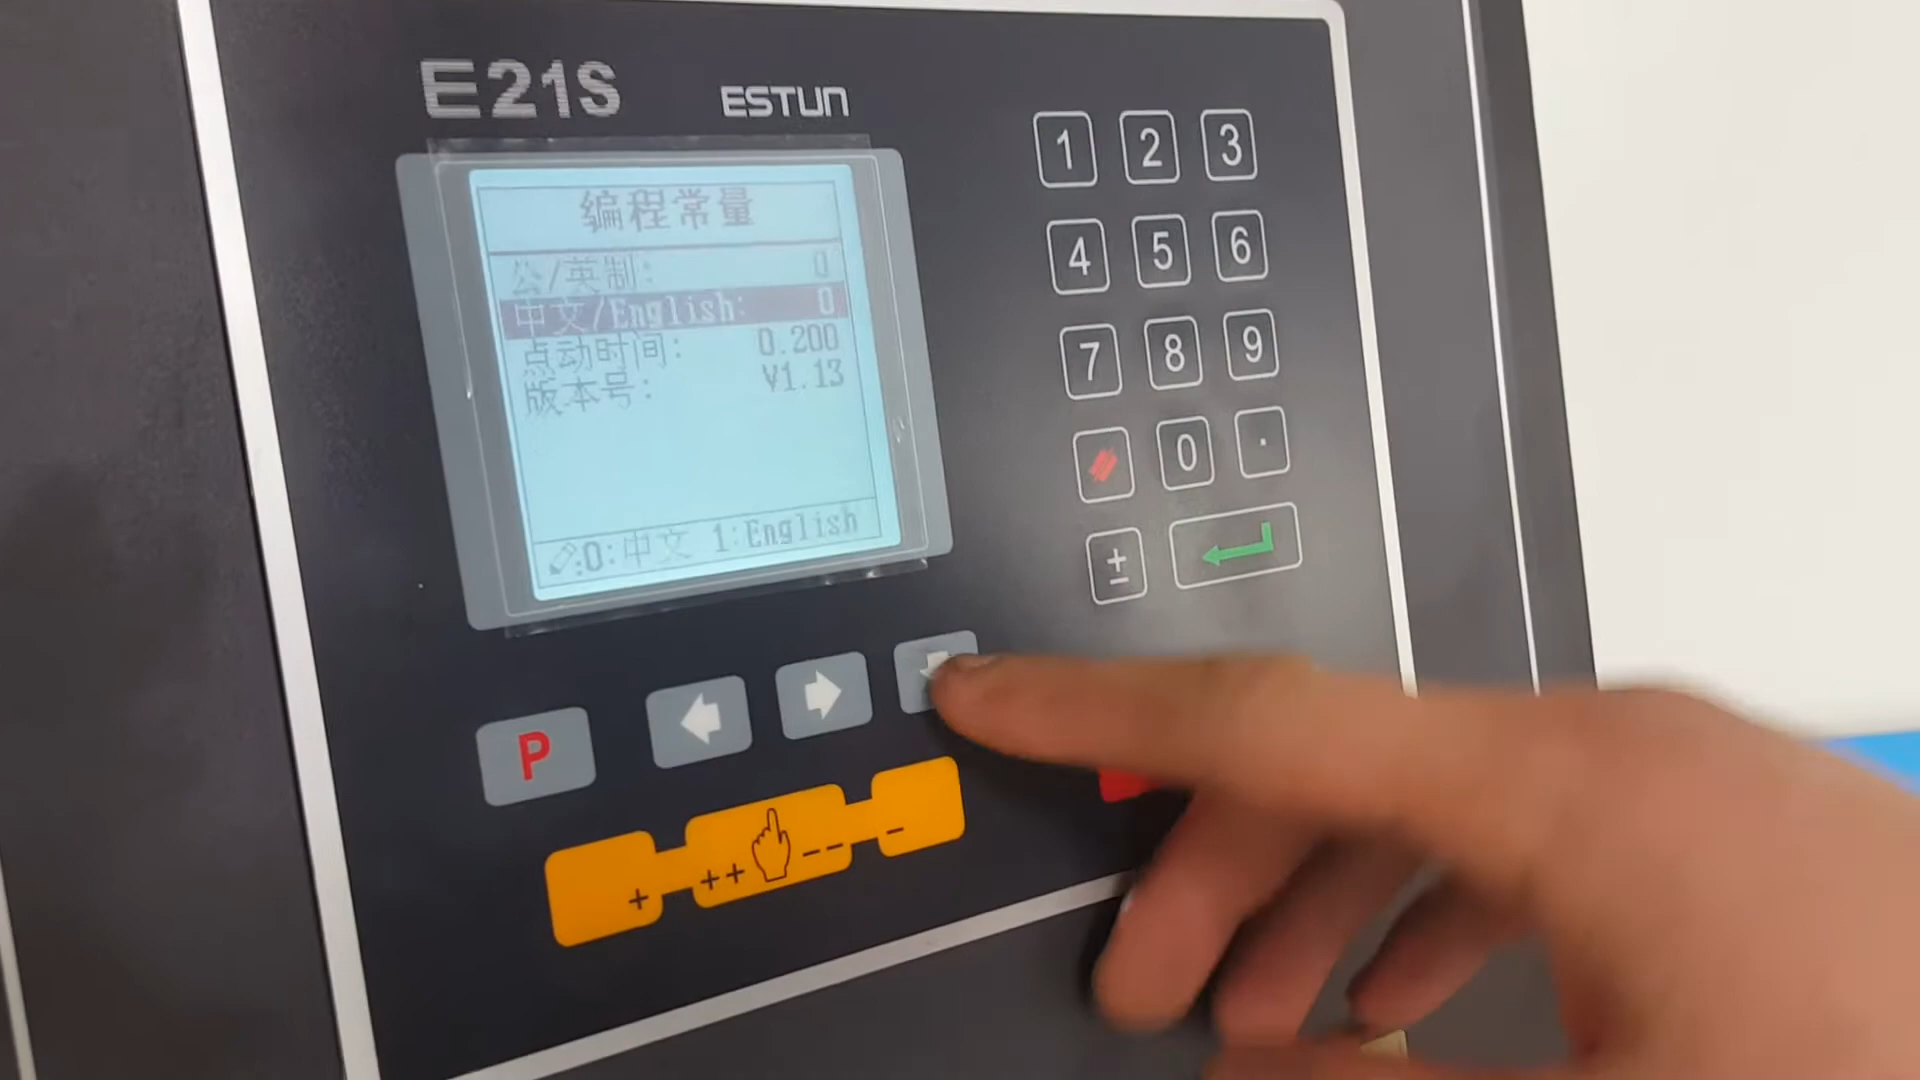 E21S ESTUN
编程常量
公/英制: 0
中文/English: 0
点动时间: 0.200
版本号: V1.13
:0:中文 1:English
1 2 3
4 5 6
7 8 9
0 .
±
P
+ ++ -- -